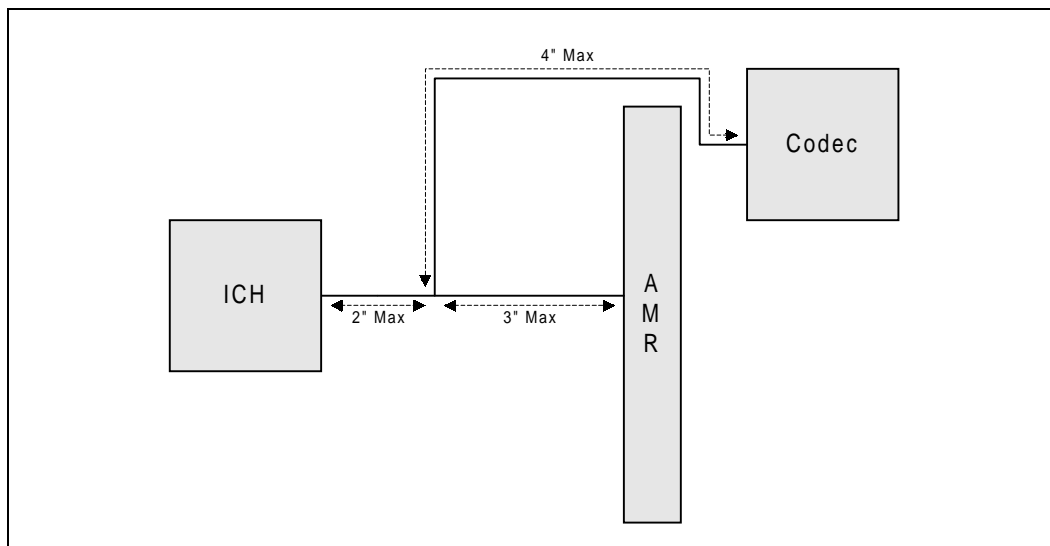 4" Max
Codec
ICH
2" Max
3" Max
A
M
R